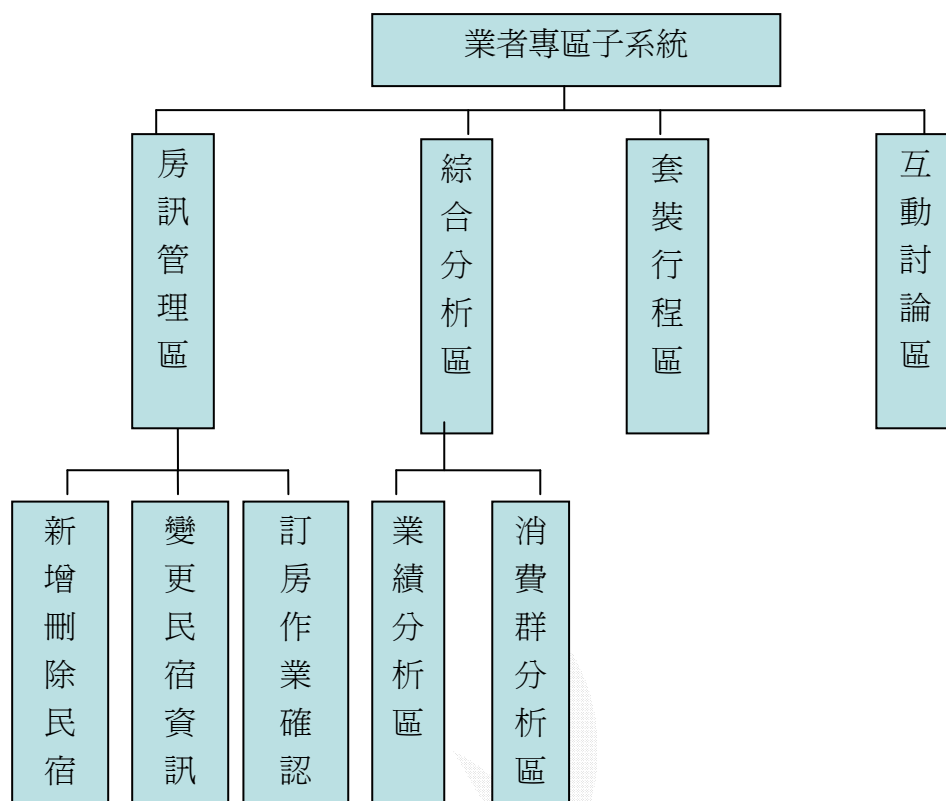 業者專區子系統
房訊管理區
綜合分析區
套裝行程區
互動討論區
新增刪除民宿
變更民宿資訊
訂房作業確認
業績分析區
消費群分析區